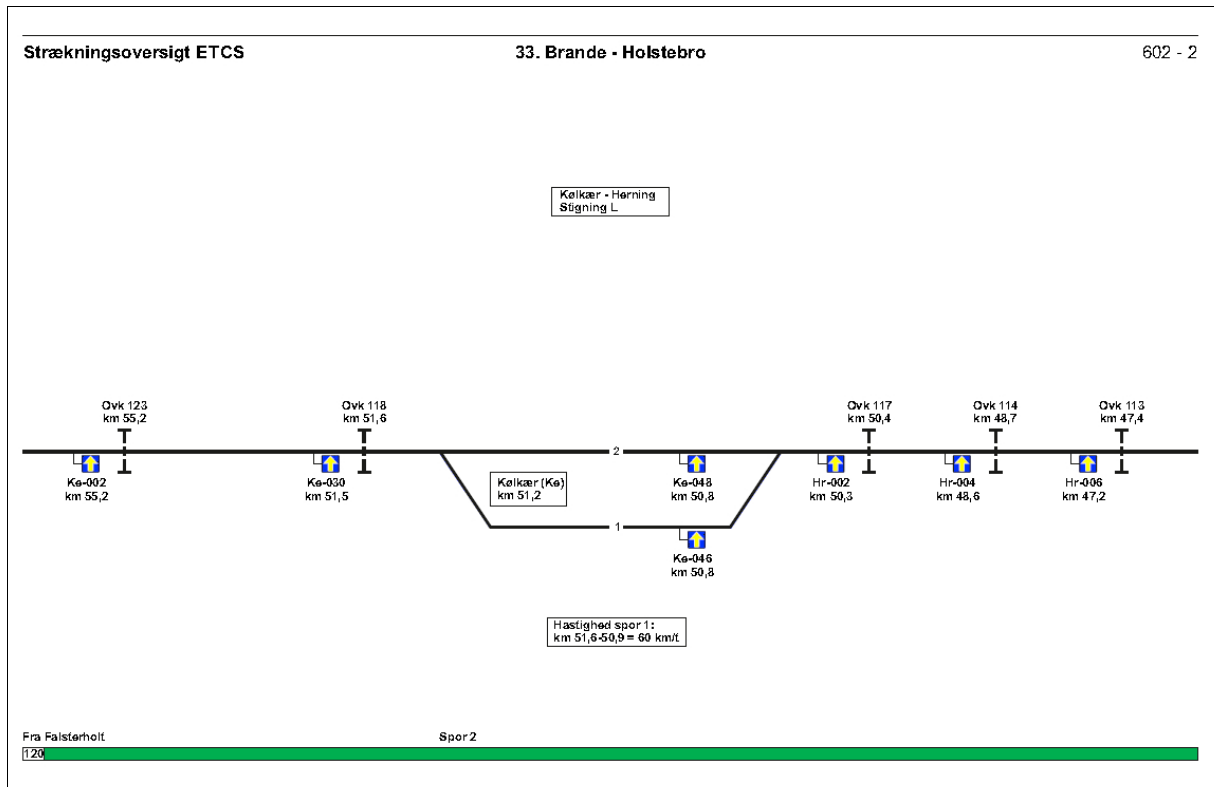 Strækningsoversigt ETCS
33. Brande - Holstebro
602 - 2
Kølkær - Herning
Stigning L
Ovk 123
km 55,2
Ovk 118
km 51,6
Ovk 117
km 50,4
Ovk 114
km 48,7
Ovk 113
km 47,4
2
Ke-002
km 55,2
Ke-030
km 51,5
Kølkær (Ke)
km 51,2
Ke-048
km 50,8
Hr-002
km 50,3
Hr-004
km 48,6
Hr-006
km 47,2
1
Ke-046
km 50,8
Hastighed spor 1:
km 51,6-50,9 = 60 km/t
Fra Falsterholt
Spor 2
120